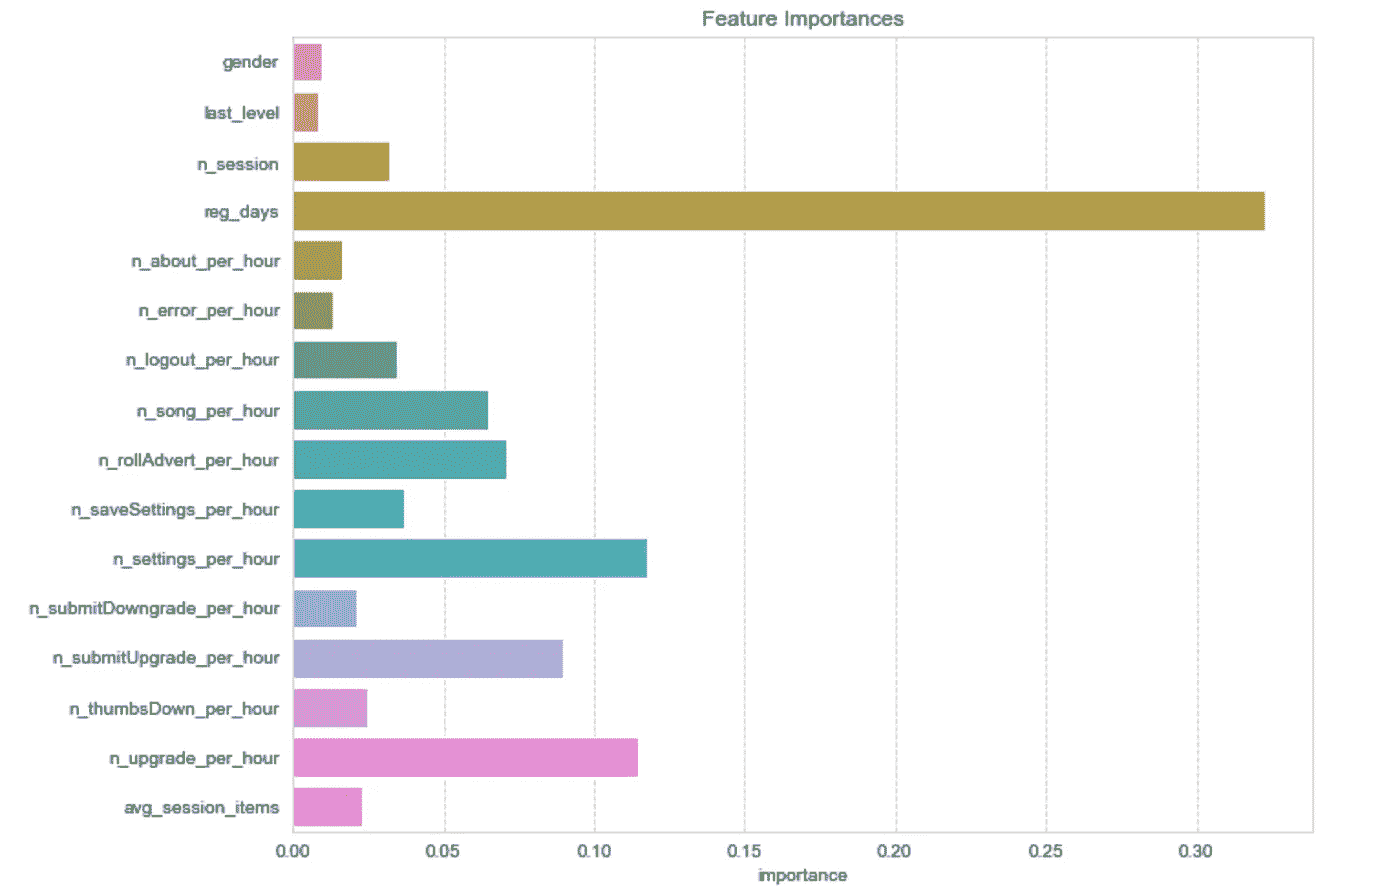 Feature Importances
gender
last_level
n_session
reg_days
n_about_per_hour
n_error_per_hour
n_logout_per_hour
n_song_per_hour
n_rollAdvert_per_hour
n_saveSettings_per_hour
n_settings_per_hour
n_submitDowngrade_per_hour
n_submitUpgrade_per_hour
n_thumbsDown_per_hour
n_upgrade_per_hour
avg_session_items
0.00 0.05 0.10 0.15 0.20 0.25 0.30
importance